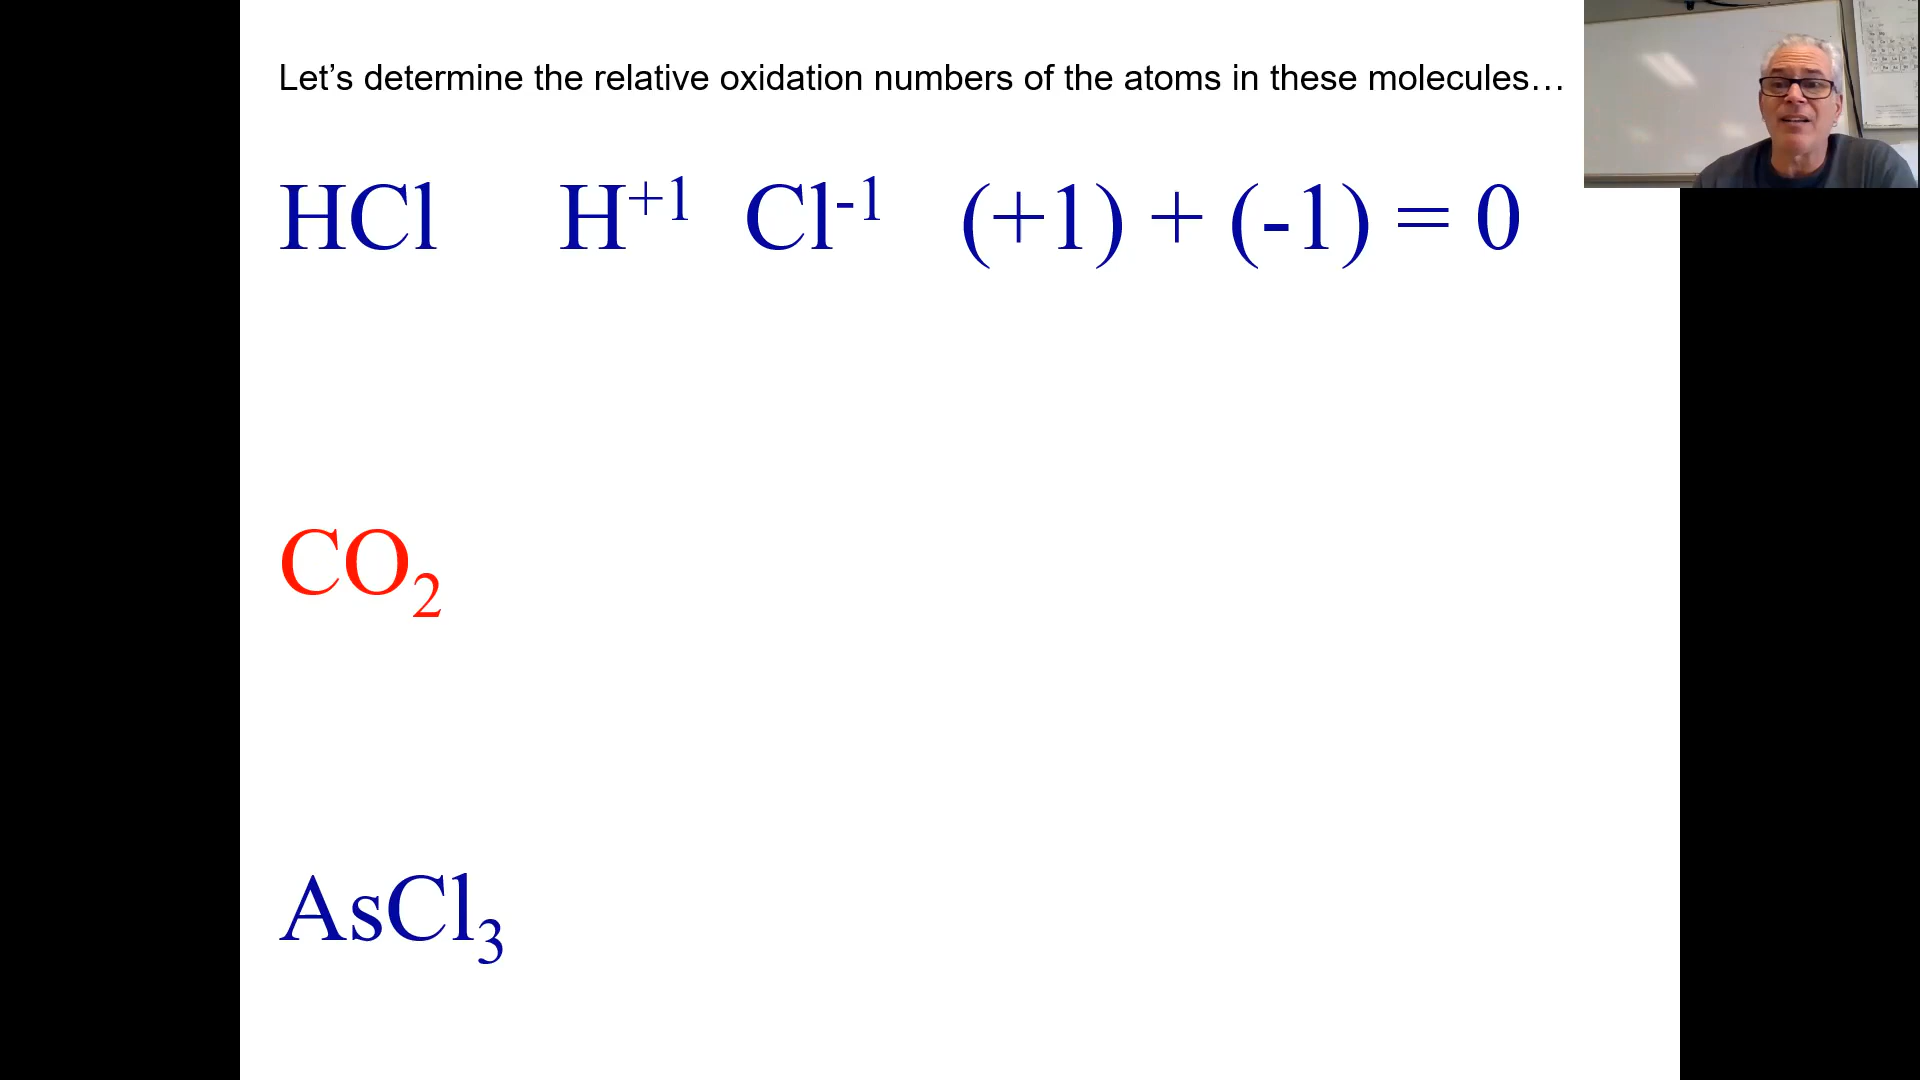 Let’s determine the relative oxidation numbers of the atoms in these molecules…
HCl H⁺¹ Cl⁻¹ (+1) + (-1) = 0
CO₂
AsCl₃